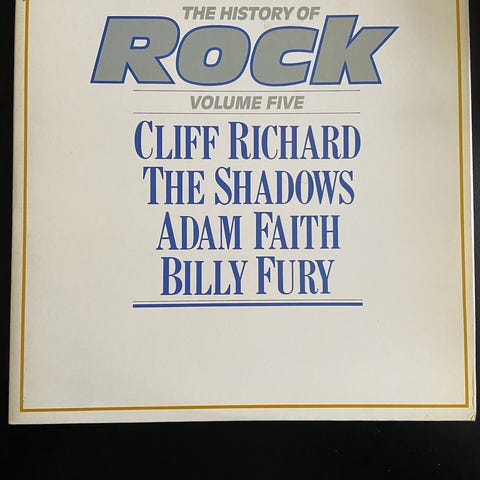 THE HISTORY OF
Rock
VOLUME FIVE
CLIFF RICHARD
THE SHADOWS
ADAM FAITH
BILLY FURY